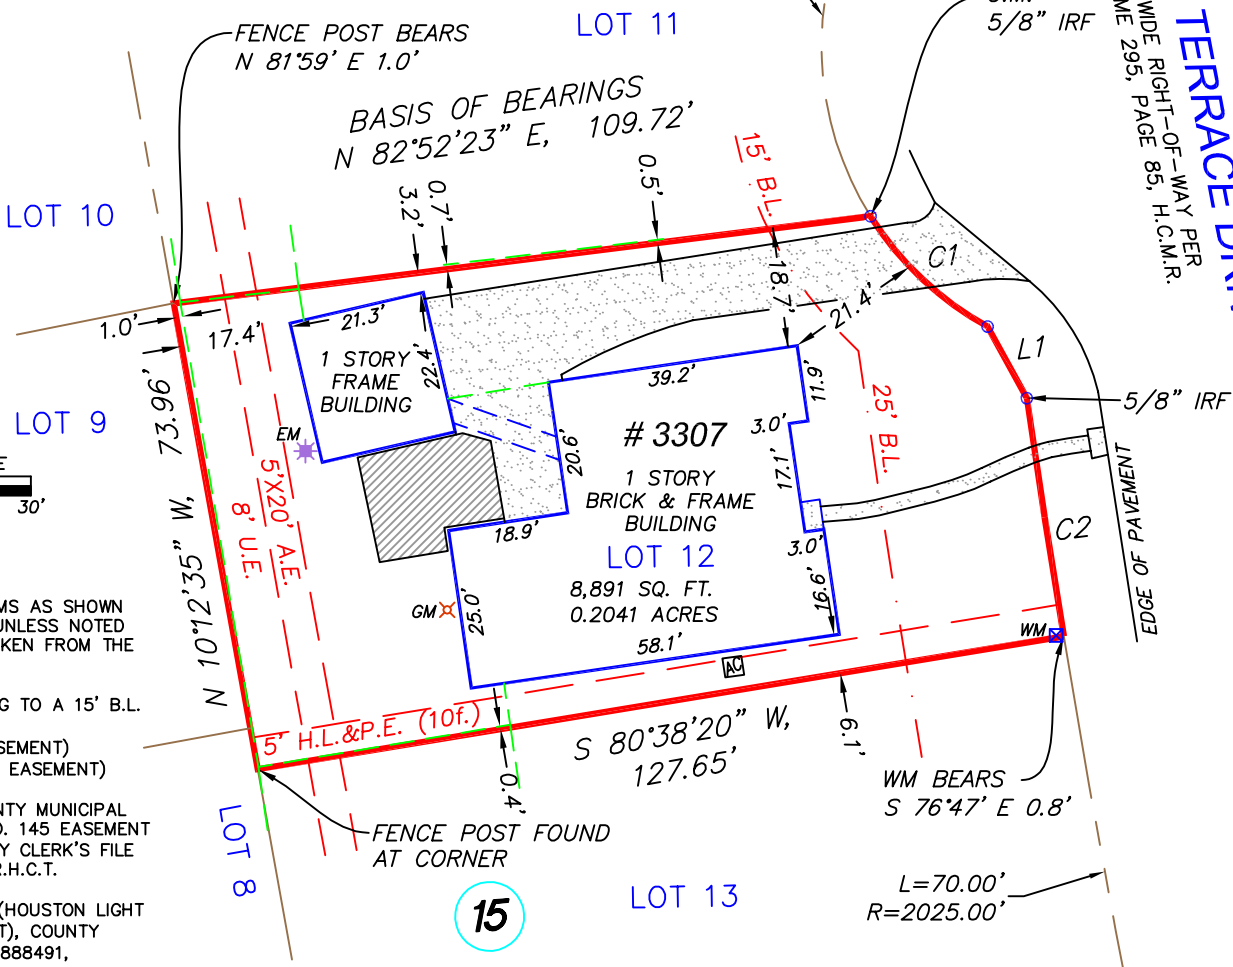 FENCE POST BEARS
N 81°59' E 1.0'
LOT 11
5/8" IRF
TERRACE
WIDE RIGHT-OF-WAY PER
295, PAGE 85, H.C.M.R.
BASIS OF BEARINGS
N 82°52'23" E, 109.72'
15' B.L.
0.5'
0.7'
3.2'
LOT 10
18.7'
21.4'
C1
L1
1.0'
17.4'
21.3'
22.4'
1 STORY
FRAME
BUILDING
39.2'
11.9'
LOT 9
73.96'
N 10°12'35" W,
EM
30'
# 3307
3.0'
25' B.L.
5/8" IRF
20.6'
17.1'
1 STORY
BRICK & FRAME
BUILDING
5'X20' A.E.
8' U.E.
18.9'
3.0'
LOT 12
8,891 SQ. FT.
0.2041 ACRES
C2
EDGE OF PAVEMENT
GM
25.0'
16.6'
58.1'
WM
AC
MS AS SHOWN
UNLESS NOTED
KEN FROM THE
G TO A 15' B.L.
SEMENT)
EASEMENT)
NTY MUNICIPAL
O. 145 EASEMENT
Y CLERK'S FILE
R.H.C.T.
(HOUSTON LIGHT
T), COUNTY
888491,
5' H.L.&P.E. (10f.)
S 80°38'20" W,
127.65'
6.1'
0.4'
WM BEARS
S 76°47' E 0.8'
FENCE POST FOUND
AT CORNER
LOT 8
15
LOT 13
L=70.00'
R=2025.00'